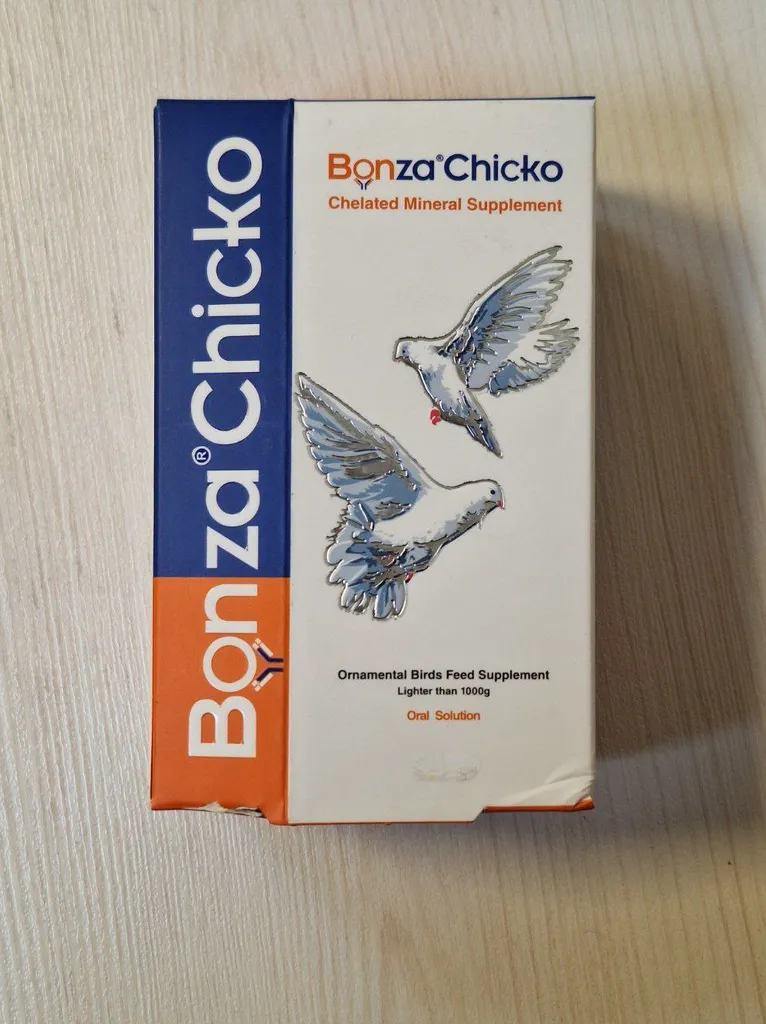 Bonza® Chicko
Bonza® Chicko
Chelated Mineral Supplement
Ornamental Birds Feed Supplement
Lighter than 1000g
Oral Solution